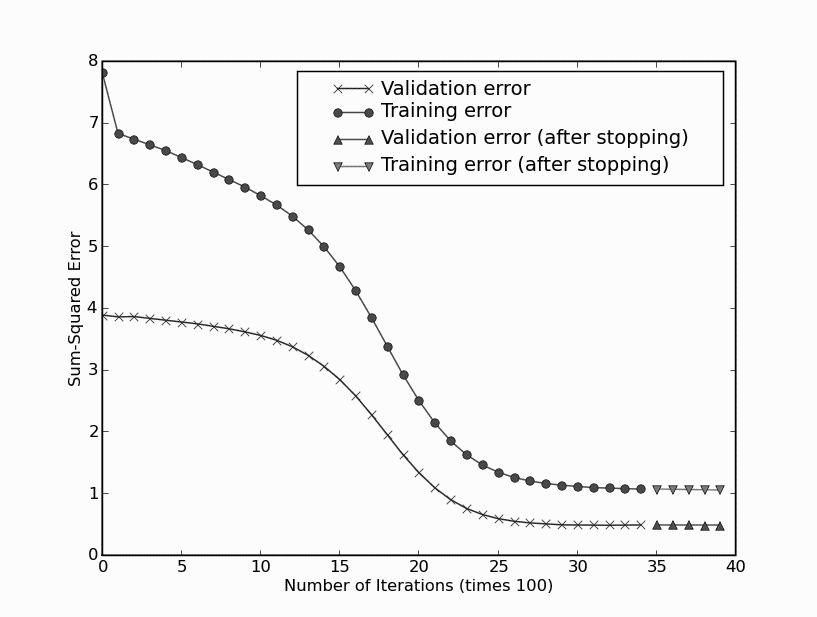 8
7
6
5
4
3
2
1
0
Sum-Squared Error
Validation error
Training error
Validation error (after stopping)
Training error (after stopping)
0 5 10 15 20 25 30 35 40
Number of Iterations (times 100)